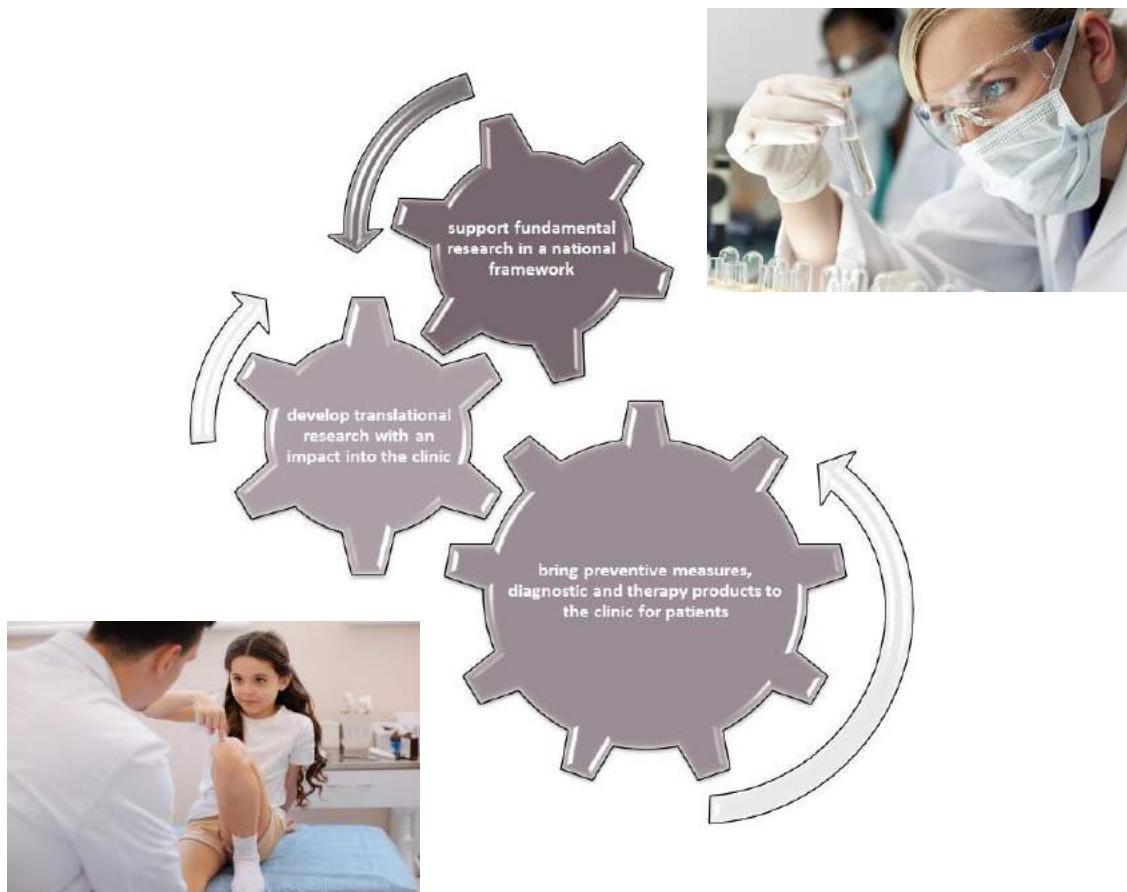 support fundamental
research in a national
framework
develop translational
research with an
impact into the clinic
bring preventive measures,
diagnostic and therapy products to
the clinic for patients